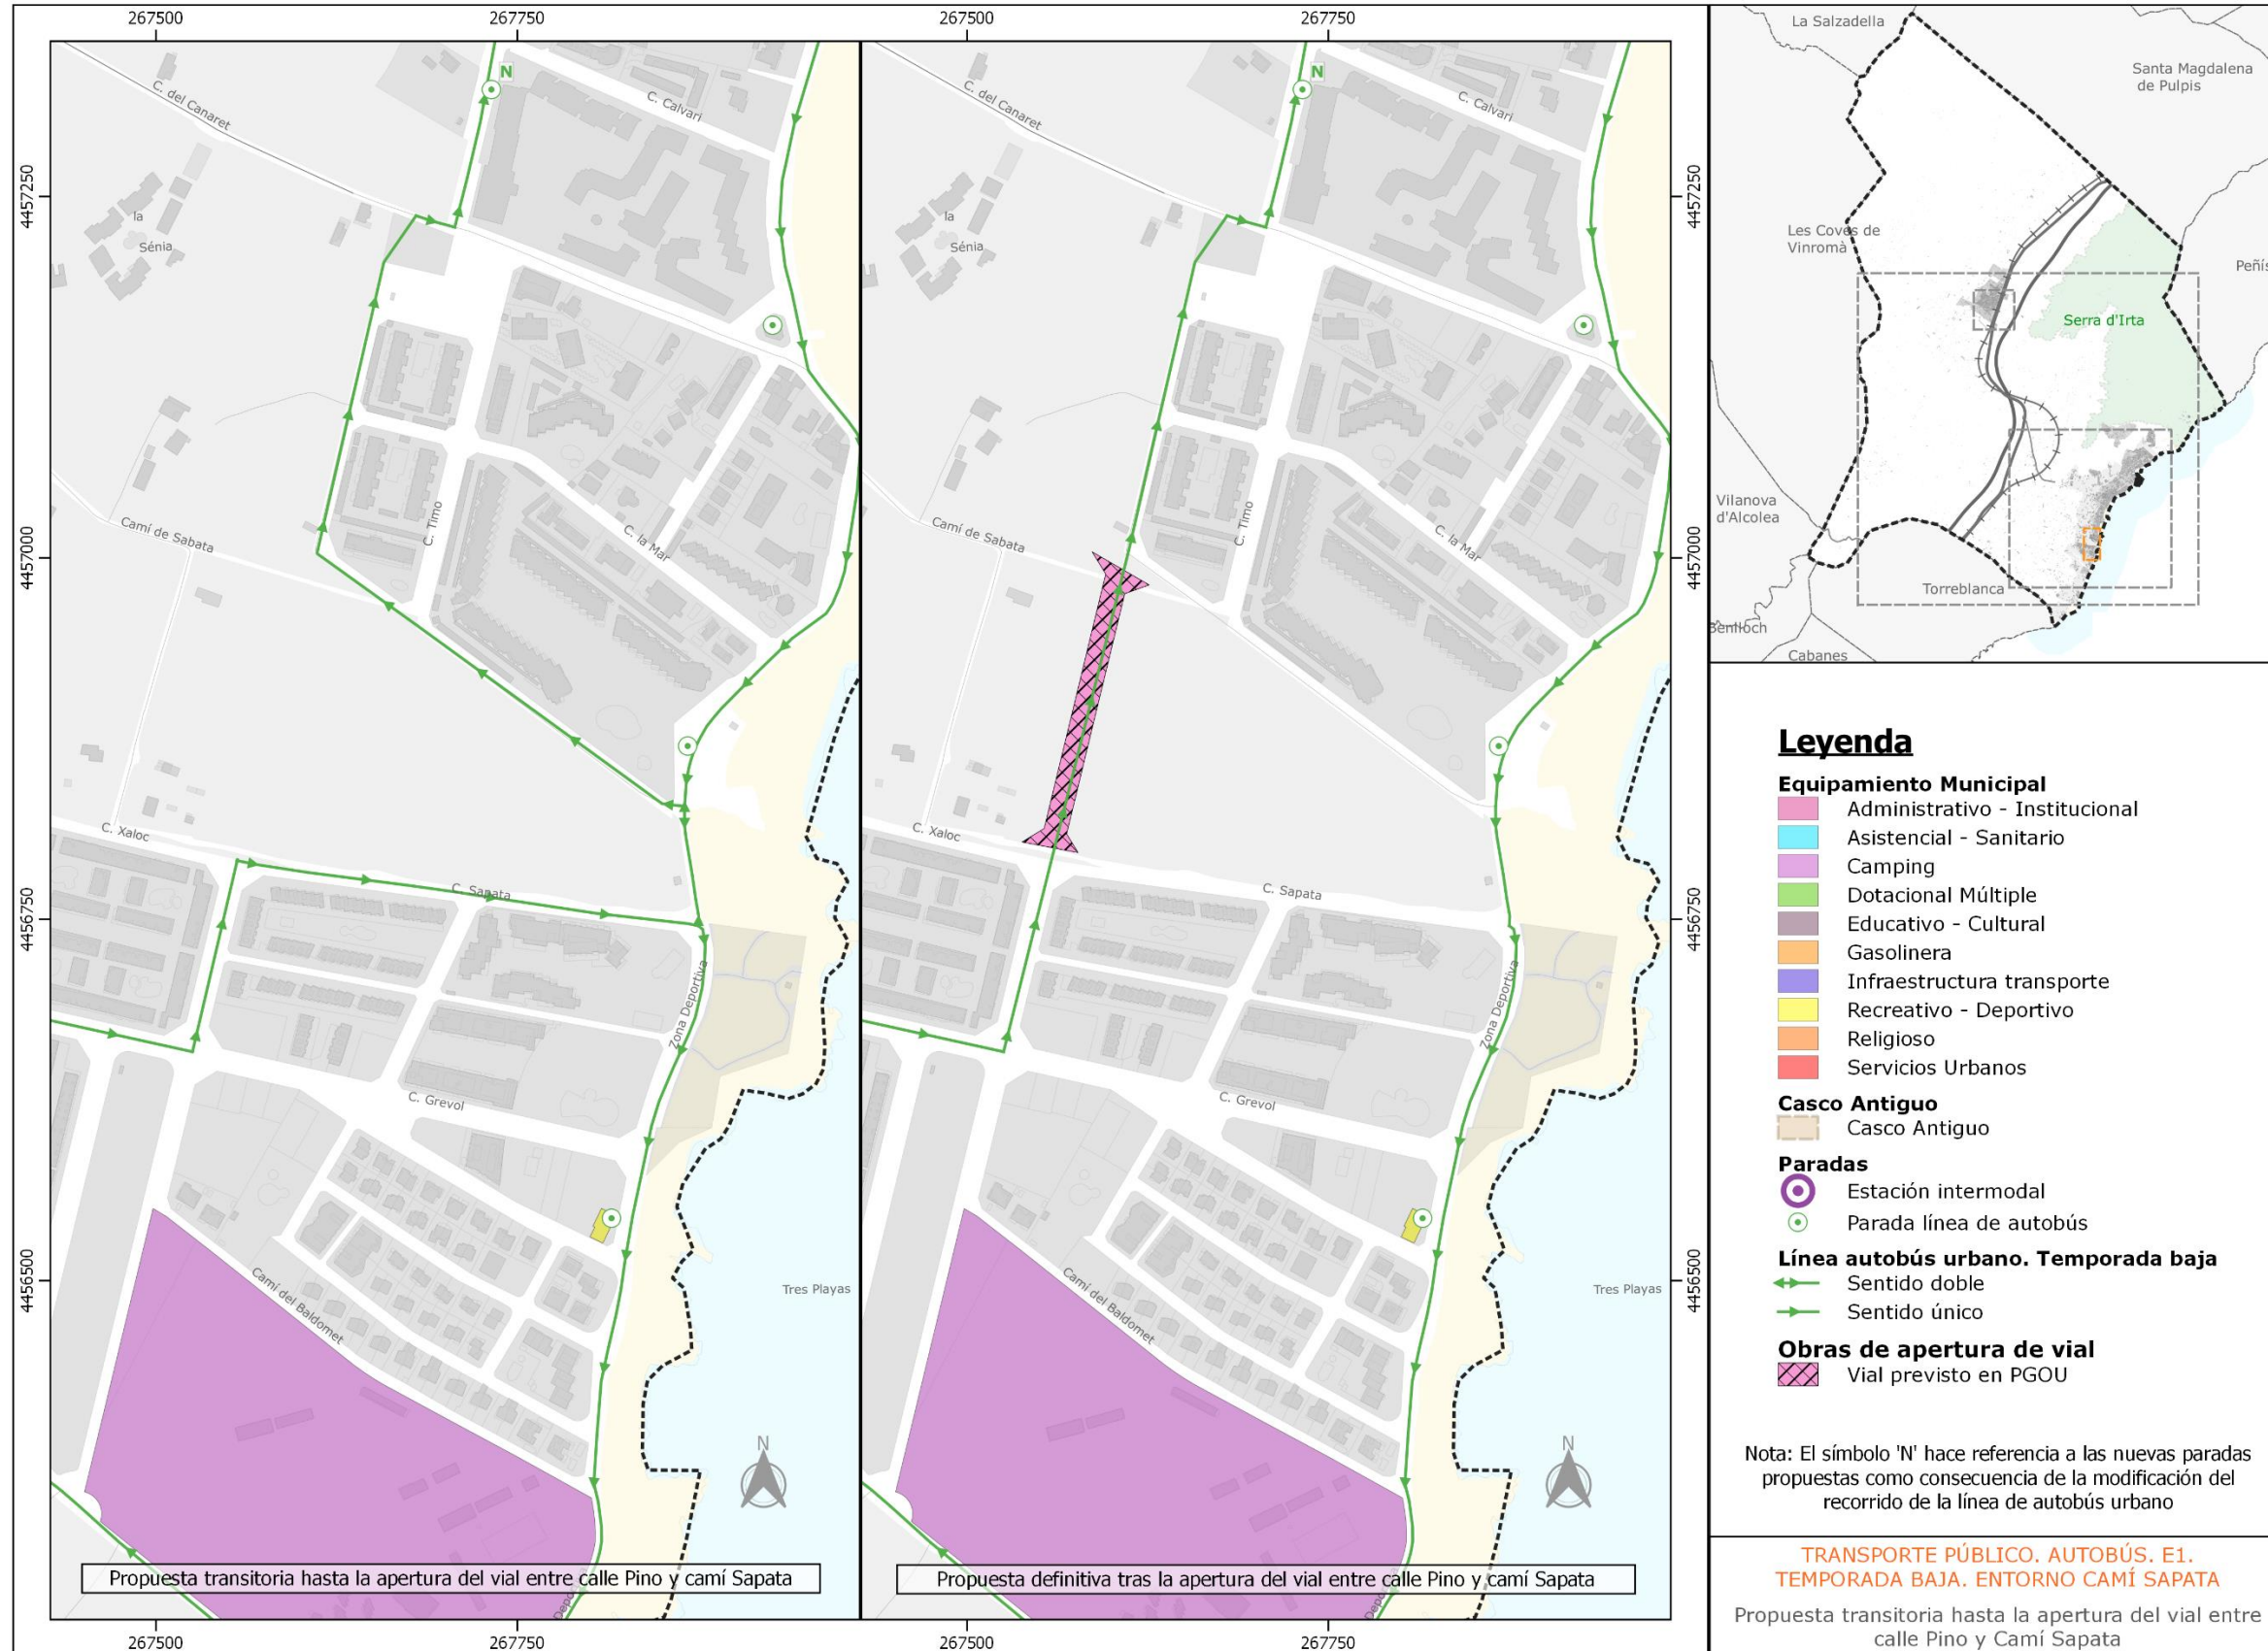 267500
267750
267500
267750
4457250
4457000
4456750
4456500
C. del Canaret
N
C. Calvari
la
Sénia
C. Timo
Camí de Sabata
C. la Mar
C. Xaloc
C. Sapata
Zona Deportiva
C. Grevol
Camí del Baldomet
Tres Playas
N
Propuesta transitoria hasta la apertura del vial entre calle Pino y camí Sapata
C. del Canaret
N
C. Calvari
la
Sénia
C. Timo
Camí de Sabata
C. la Mar
C. Xaloc
C. Sapata
Zona Deportiva
C. Grevol
Camí del Baldomet
Tres Playas
N
Propuesta definitiva tras la apertura del vial entre calle Pino y camí Sapata
4457250
4457000
4456750
4456500
267500
267750
267500
267750
La Salzadella
Santa Magdalena
de Pulpis
Les Coves de
Vinromà
Peñís
Serra d'Irta
Vilanova
d'Alcolea
Torreblanca
Benlloch
Cabanes
Leyenda
Equipamiento Municipal
Administrativo - Institucional
Asistencial - Sanitario
Camping
Dotacional Múltiple
Educativo - Cultural
Gasolinera
Infraestructura transporte
Recreativo - Deportivo
Religioso
Servicios Urbanos
Casco Antiguo
Casco Antiguo
Paradas
Estación intermodal
Parada línea de autobús
Línea autobús urbano. Temporada baja
Sentido doble
Sentido único
Obras de apertura de vial
Vial previsto en PGOU
Nota: El símbolo 'N' hace referencia a las nuevas paradas
propuestas como consecuencia de la modificación del
recorrido de la línea de autobús urbano
TRANSPORTE PÚBLICO. AUTOBÚS. E1.
TEMPORADA BAJA. ENTORNO CAMÍ SAPATA
Propuesta transitoria hasta la apertura del vial entre
calle Pino y Camí Sapata